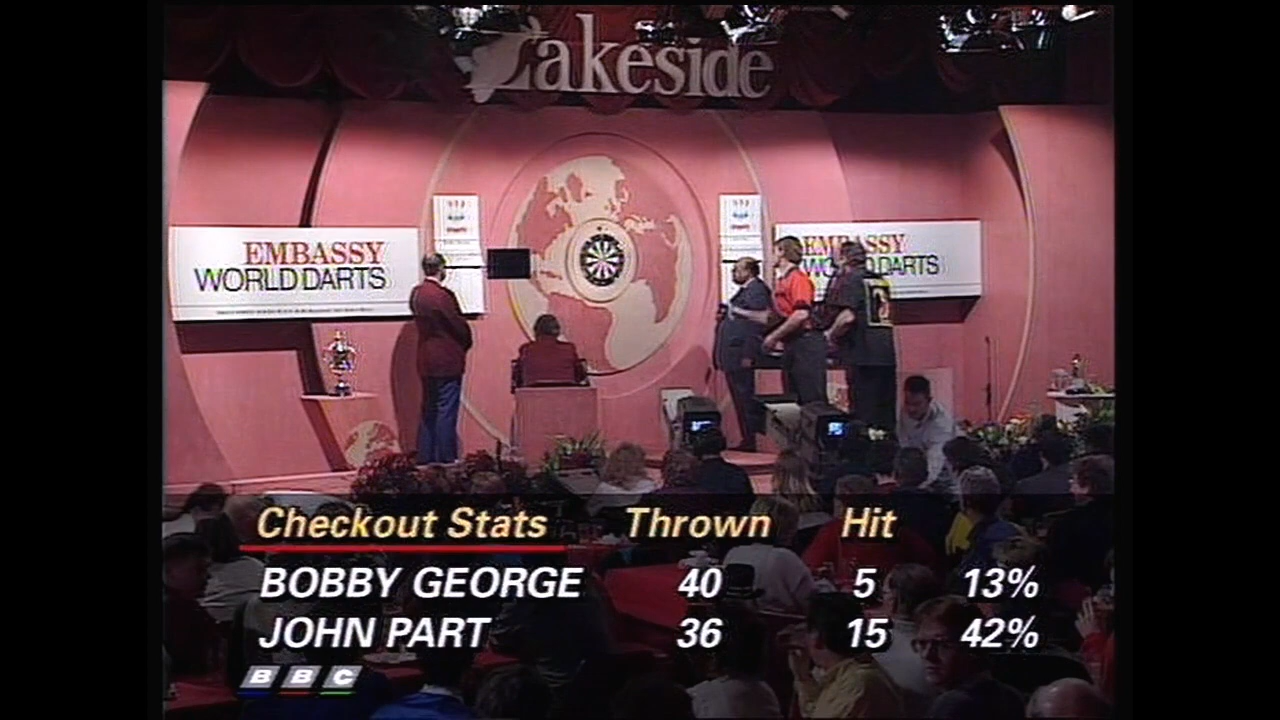 Lakeside
EMBASSY
WORLD DARTS
EMBASSY
WORLD DARTS
Checkout Stats Thrown Hit
BOBBY GEORGE 40 5 13%
JOHN PART 36 15 42%
BBC